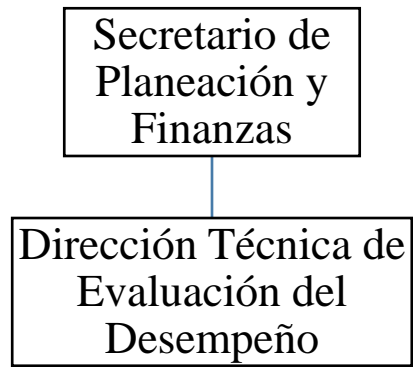 Secretario de
Planeación y
Finanzas
Dirección Técnica de
Evaluación del
Desempeño